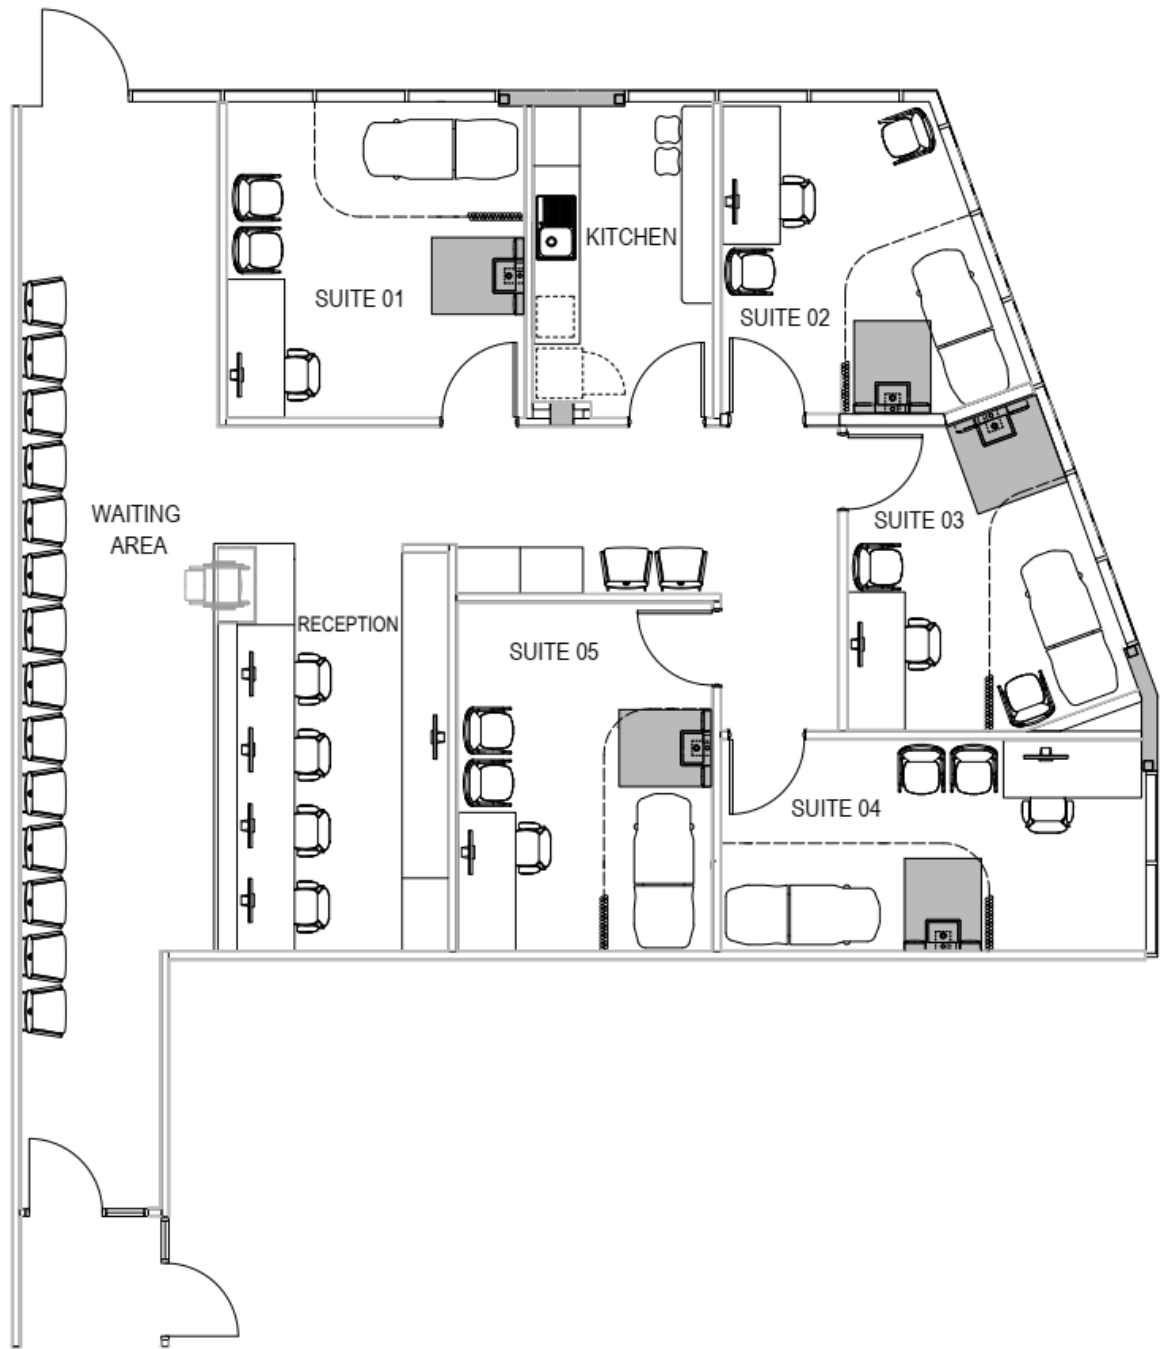 KITCHEN
SUITE 01
SUITE 02
WAITING
AREA
SUITE 03
RECEPTION
SUITE 05
SUITE 04